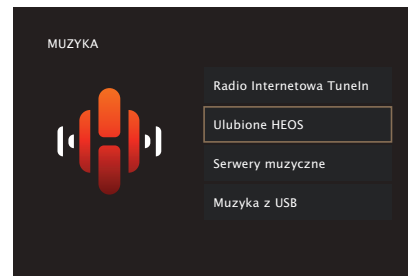 MUZYKA
Radio Internetowa TuneIn
Ulubione HEOS
Serwery muzyczne
Muzyka z USB